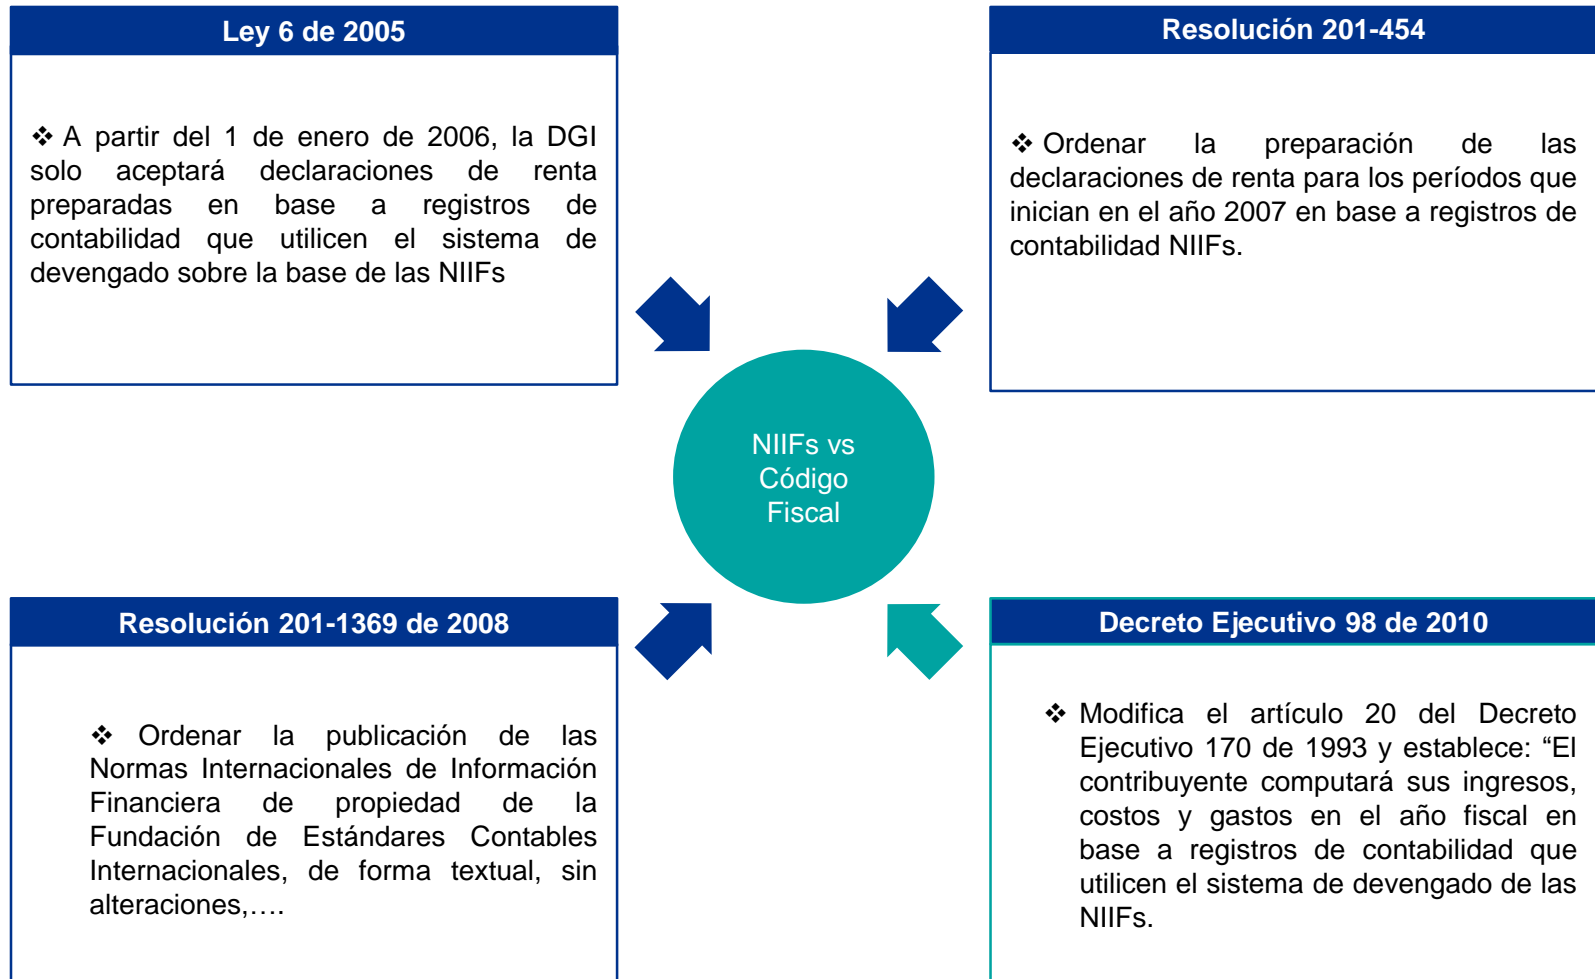 Ley 6 de 2005
❖ A partir del 1 de enero de 2006, la DGI
solo aceptará declaraciones de renta
preparadas en base a registros de
contabilidad que utilicen el sistema de
devengado sobre la base de las NIIFs
Resolución 201-454
❖ Ordenar la preparación de las
declaraciones de renta para los períodos que
inician en el año 2007 en base a registros de
contabilidad NIIFs.
NIIFs vs
Código
Fiscal
Resolución 201-1369 de 2008
❖ Ordenar la publicación de las
Normas Internacionales de Información
Financiera de propiedad de la
Fundación de Estándares Contables
Internacionales, de forma textual, sin
alteraciones,….
Decreto Ejecutivo 98 de 2010
❖ Modifica el artículo 20 del Decreto
Ejecutivo 170 de 1993 y establece: “El
contribuyente computará sus ingresos,
costos y gastos en el año fiscal en
base a registros de contabilidad que
utilicen el sistema de devengado de las
NIIFs.